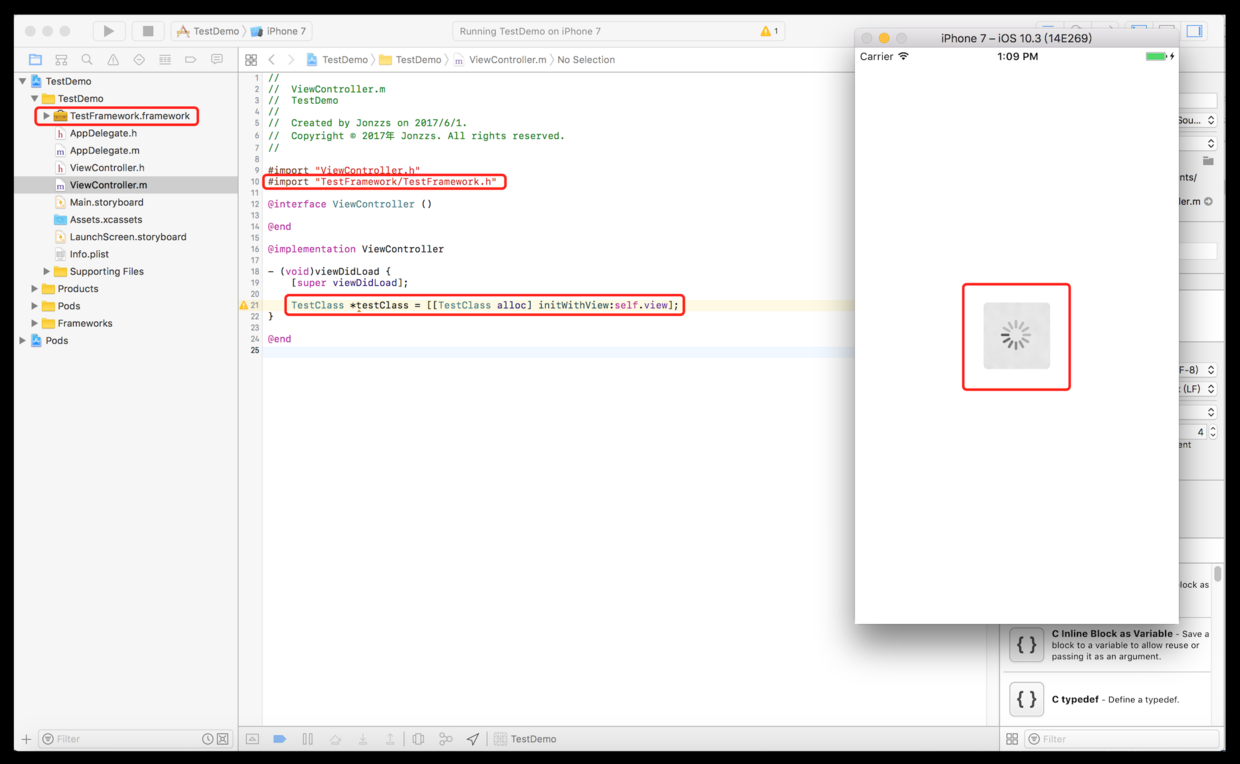 TestDemo 〉 iPhone 7
Running TestDemo on iPhone 7
1
iPhone 7 – iOS 10.3 (14E269)
Carrier
1:09 PM
TestDemo 〉 TestDemo 〉 ViewController.m 〉 No Selection
TestDemo
TestDemo
TestFramework.framework
AppDelegate.h
AppDelegate.m
ViewController.h
ViewController.m
Main.storyboard
Assets.xcassets
LaunchScreen.storyboard
Info.plist
Supporting Files
Products
Pods
Frameworks
Pods
1 //
2 //  ViewController.m
3 //  TestDemo
4 //
5 //  Created by Jonzzs on 2017/6/1.
6 //  Copyright © 2017年 Jonzzs. All rights reserved.
7 //
8
9 #import "ViewController.h"
10 #import "TestFramework/TestFramework.h"
11
12 @interface ViewController ()
13
14 @end
15
16 @implementation ViewController
17
18 - (void)viewDidLoad {
19     [super viewDidLoad];
20
21     TestClass *testClass = [[TestClass alloc] initWithView:self.view];
22 }
23
24 @end
25
Sou...
nts/
ler.m
F-8)
(LF)
4
ent
lock as
C Inline Block as Variable - Save a
block to a variable to allow reuse or
passing it as an argument.
C typedef - Define a typedef.
Filter
TestDemo
Filter